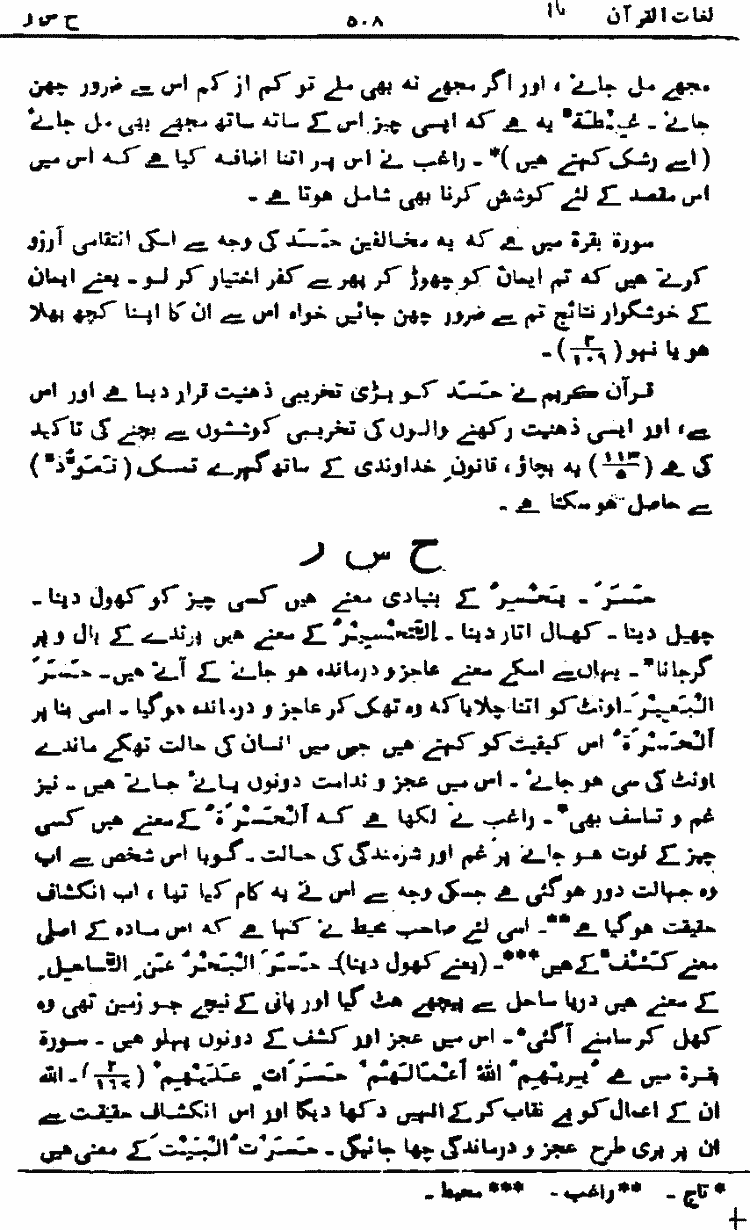 لغات القرآن ۵۰۸ ح س ر
مجھے مل جائے ، اور اگر مجھے نہ بھی ملے تو کم از کم اس سے ضرور چھن
جائے ۔ غِبْطَۃٌ یہ ہے کہ ایسی چیز اس کے ساتھ ساتھ مجھے بھی مل جائے
(اسے رشک کہتے ہیں)* ۔ راغب نے اس پر اتنا اضافہ کیا ہے کہ اس میں
اس مقصد کے لئے کوشش کرنا بھی شامل ہوتا ہے ۔
سورۃ بقرۃ میں ہے کہ یہ مخالفین حَسَد کی وجہ سے اسکی انتقامی آرزو
کرتے ہیں کہ تم ایمان کو چھوڑ کر پھر سے کفر اختیار کر لو ۔ یعنے ایمان
کے خوشگوار نتائج تم سے ضرور چھن جائیں خواہ اس سے ان کا اپنا کچھ بھلا
ہو یا نہو (۲/۱۰۹) ۔
قرآن کریم نے حَسَد کو بڑی تخریبی ذہنیت قرار دیا ہے اور اس
سے ، اور ایسی ذہنیت رکھنے والوں کی تخریبی کوششوں سے بچنے کی تاکید
کی ہے (۱۱۳/۵) یہ بچاؤ ، قانونِ خداوندی کے ساتھ گہرے تمسک (تَعَوُّذٌ)
سے حاصل ہو سکتا ہے ۔
ح س ر
حَسَرَ ۔ یَحْسِرُ کے بنیادی معنے ہیں کسی چیز کو کھول دینا ۔
چھیل دینا ۔ کھال اتار دینا ۔ اَلتَّحْسِیْرُ کے معنے ہیں پرندے کے بال و پر
گرجانا* ۔ یہاں سے اسکے معنے عاجز و درماندہ ہو جانے کے آئے ہیں ۔ حَسَرَ
الْبَعِیْرَ ۔ اونٹ کو اتنا چلایا کہ وہ تھک کر عاجز و درماندہ ہوگیا ۔ اسی بنا پر
اَلْحَسْرَۃُ اس کیفیت کو کہتے ہیں جس میں انسان کی حالت تھکے ماندے
اونٹ کی سی ہو جائے ۔ اس میں عجز و ندامت دونوں پائے جاتے ہیں ۔ نیز
غم و تاسف بھی* ۔ راغب نے لکھا ہے کہ اَلْحَسْرَۃُ کے معنے ہیں کسی
چیز کے فوت ہو جانے پر غم اور شرمندگی کی حالت ۔ گویا اس شخص سے اب
وہ جہالت دور ہوگئی ہے جسکی وجہ سے اس نے یہ کام کیا تھا ، اب انکشاف
حقیقت ہوگیا ہے** ۔ اسی لئے صاحب محیط نے کہا ہے کہ اس مادہ کے اصلی
معنے کَشْفٌ کے ہیں*** ۔ (یعنے کھول دینا) ۔ حَسَرَ الْبَحْرُ عَنِ السَّاحِلِ
کے معنے ہیں دریا ساحل سے پیچھے ہٹ گیا اور پانی کے نیچے جو زمین تھی وہ
کھل کر سامنے آگئی* ۔ اس میں عجز اور کشف کے دونوں پہلو ہیں ۔ سورۃ
بقرۃ میں ہے یُرِیْہِمُ اللہُ اَعْمَالَہُمْ حَسَرَاتٍ عَلَیْہِمْ (۲/۱۶۷) ۔ اللہ
ان کے اعمال کو بے نقاب کر کے انہیں دکھا دیگا اور اس انکشاف حقیقت سے
ان پر بری طرح عجز و درماندگی چھا جائیگی ۔ حَسَرْتُ الْبَیْتَ کے معنی ہیں
* تاج ۔ ** راغب ۔ *** محیط ۔